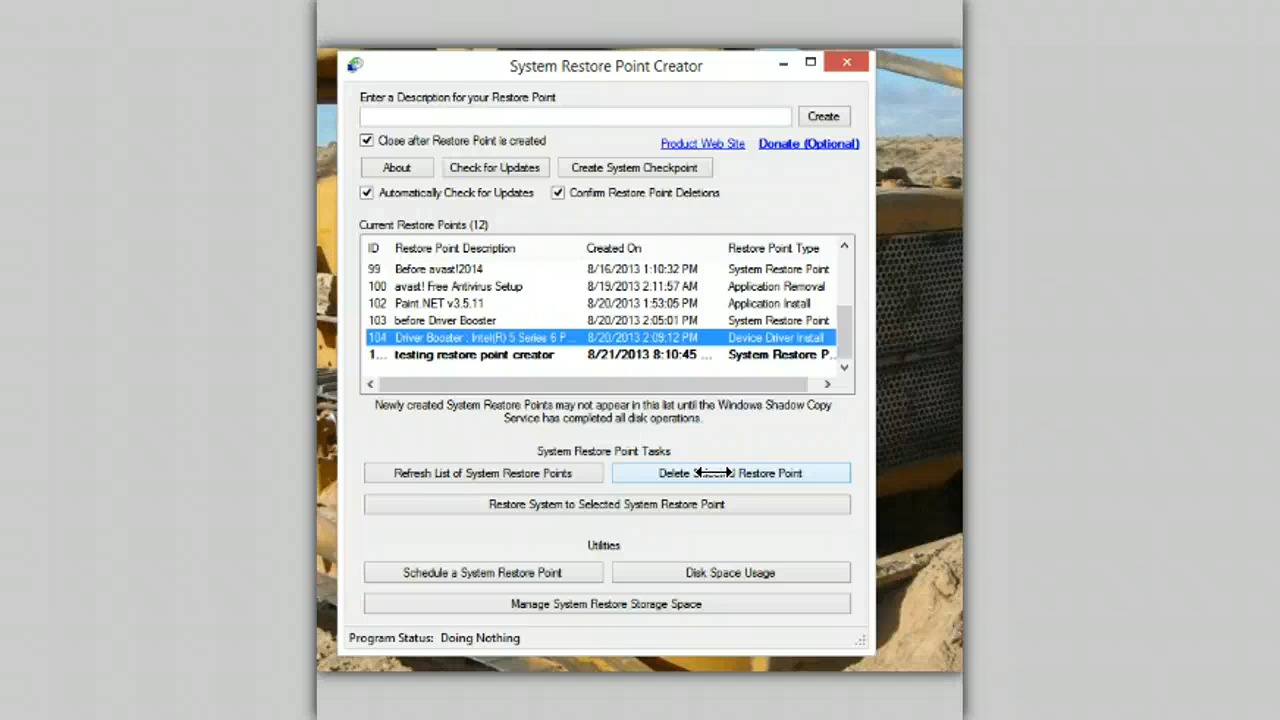 System Restore Point Creator
Enter a Description for your Restore Point
Create
Close after Restore Point is created
Product Web Site Donate (Optional)
About Check for Updates Create System Checkpoint
Automatically Check for Updates Confirm Restore Point Deletions
Current Restore Points (12)
ID Restore Point Description Created On Restore Point Type
99 Before avast!2014 8/16/2013 1:10:32 PM System Restore Point
100 avast! Free Antivirus Setup 8/19/2013 2:11:57 AM Application Removal
102 Paint.NET v3.5.11 8/20/2013 1:53:05 PM Application Install
103 before Driver Booster 8/20/2013 2:05:01 PM System Restore Point
104 Driver Booster : Intel(R) 5 Series 6 P... 8/20/2013 2:09:12 PM Device Driver Install
1... testing restore point creator 8/21/2013 8:10:45 ... System Restore P...
Newly created System Restore Points may not appear in this list until the Windows Shadow Copy
Service has completed all disk operations.
System Restore Point Tasks
Refresh List of System Restore Points Delete Restore Point
Restore System to Selected System Restore Point
Utilities
Schedule a System Restore Point Disk Space Usage
Manage System Restore Storage Space
Program Status: Doing Nothing